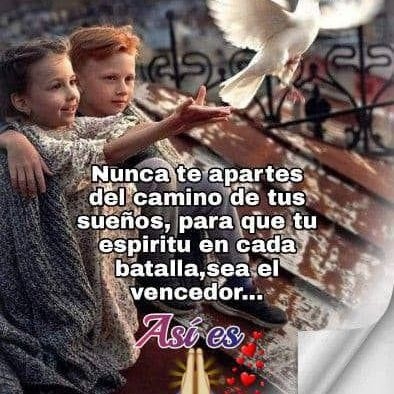 Nunca te apartes
del camino de tus
sueños, para que tu
espiritu en cada
batalla,sea el
vencedor...
Así es